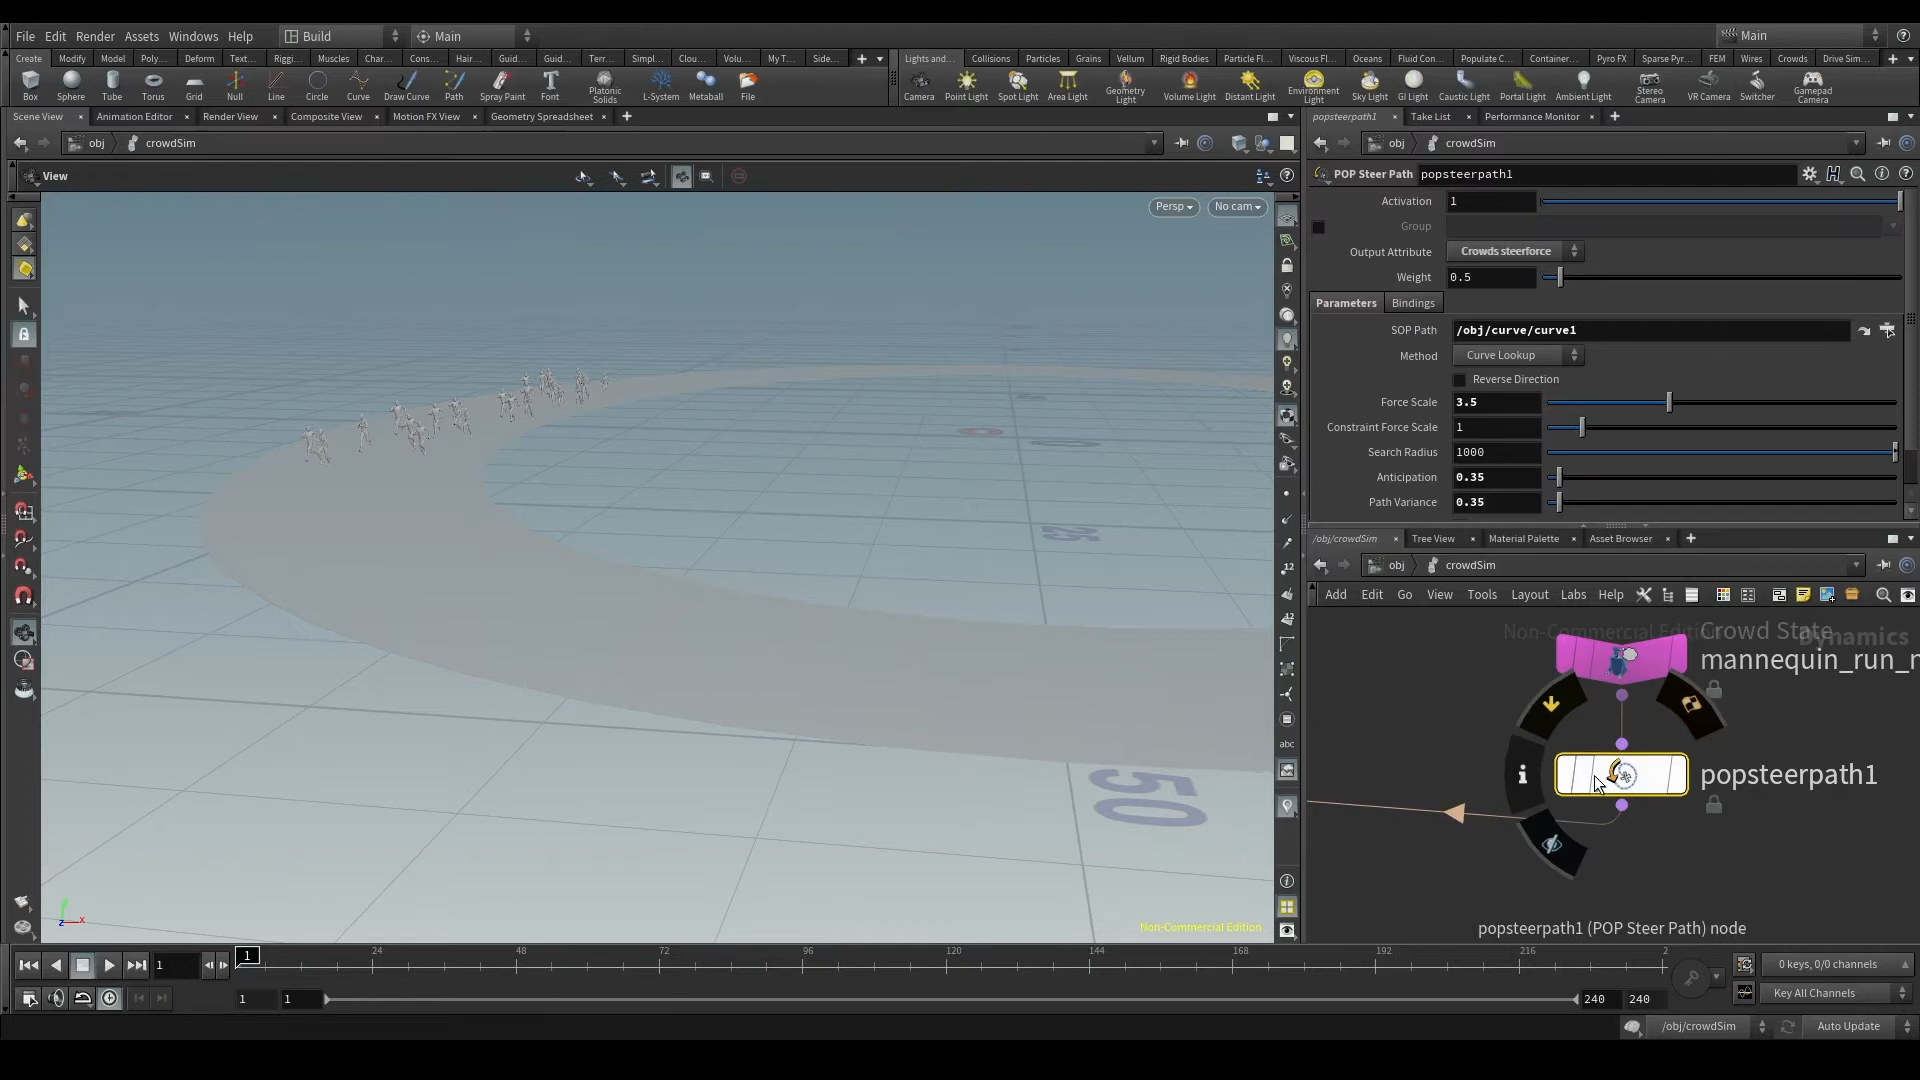 File Edit Render Assets Windows Help Build Main Main
Create Modify Model Poly... Deform Text... Riggi... Muscles Char... Cons... Hair... Guid... Guid... Terr... Simpl... Clou... Volu... My T... Side... Lights and... Collisions Particles Grains Vellum Rigid Bodies Particle Fl... Viscous Fl... Oceans Fluid Con... Populate C... Container... Pyro FX Sparse Pyr... FEM Wires Crowds Drive Sim...
Box Sphere Tube Torus Grid Null Line Circle Curve Draw Curve Path Spray Paint Font Platonic Solids L-System Metaball File Camera Point Light Spot Light Area Light Geometry Light Volume Light Distant Light Environment Light Sky Light GI Light Caustic Light Portal Light Ambient Light Stereo Camera VR Camera Switcher Gamepad Camera
Scene View Animation Editor Render View Composite View Motion FX View Geometry Spreadsheet popsteerpath1 Take List Performance Monitor
obj crowdSim obj crowdSim
View
POP Steer Path popsteerpath1
Persp No cam
Activation 1
Group
Output Attribute Crowds steerforce
Weight 0.5
Parameters Bindings
SOP Path /obj/curve/curve1
Method Curve Lookup
Reverse Direction
Force Scale 3.5
Constraint Force Scale 1
Search Radius 1000
Anticipation 0.35
Path Variance 0.35
25
50
abc
Non-Commercial Edition
/obj/crowdSim Tree View Material Palette Asset Browser
obj crowdSim
Add Edit Go View Tools Layout Labs Help
Non-Commercial Edition Crowd State Dynamics
mannequin_run_n
popsteerpath1
popsteerpath1 (POP Steer Path) node
1 1 24 48 72 96 120 144 168 192 216 2
0 keys, 0/0 channels
1 1 240 240 Key All Channels
/obj/crowdSim Auto Update